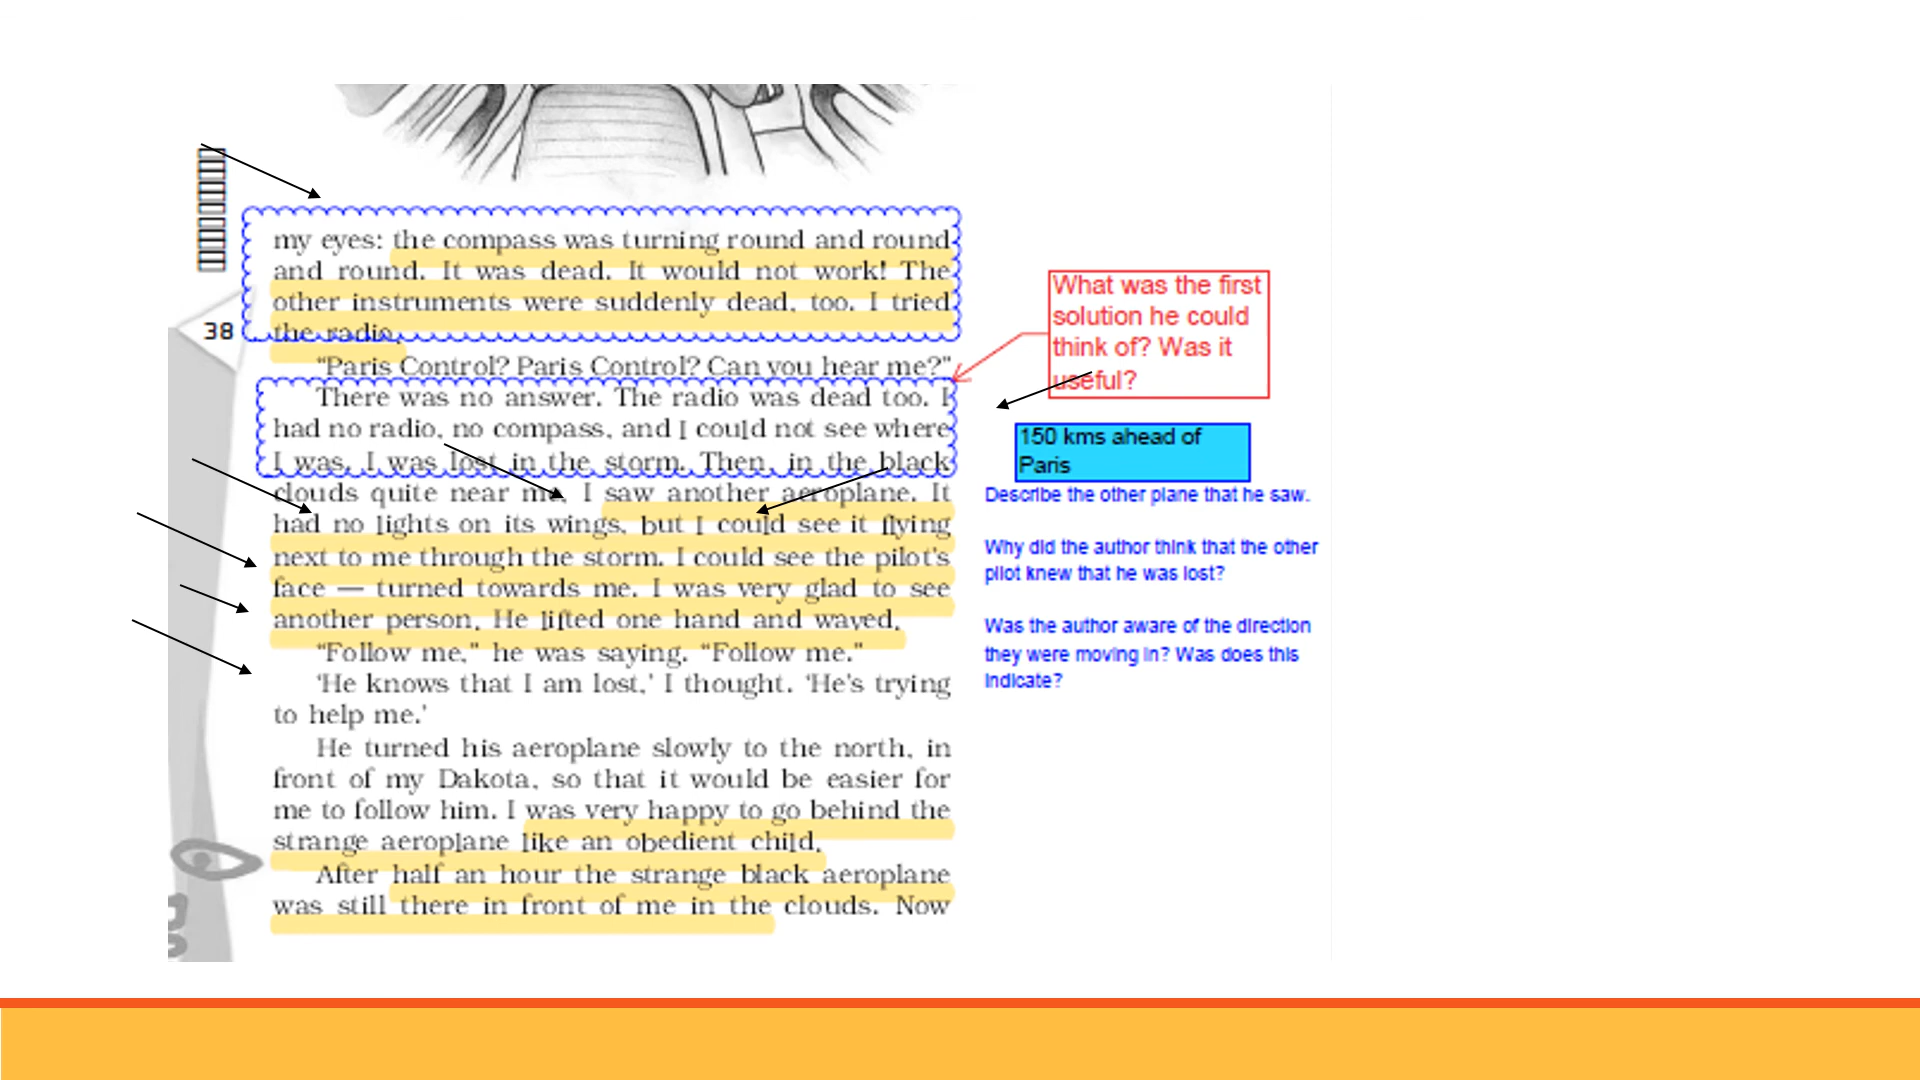 my eyes: the compass was turning round and round
and round. It was dead. It would not work! The
other instruments were suddenly dead, too. I tried
the radio.
38
“Paris Control? Paris Control? Can you hear me?”
There was no answer. The radio was dead too. I
had no radio, no compass, and I could not see where
I was. I was lost in the storm. Then, in the black
clouds quite near me, I saw another aeroplane. It
had no lights on its wings, but I could see it flying
next to me through the storm. I could see the pilot’s
face — turned towards me. I was very glad to see
another person. He lifted one hand and waved.
“Follow me,” he was saying. “Follow me.”
‘He knows that I am lost,’ I thought. ‘He’s trying
to help me.’
He turned his aeroplane slowly to the north, in
front of my Dakota, so that it would be easier for
me to follow him. I was very happy to go behind the
strange aeroplane like an obedient child.
After half an hour the strange black aeroplane
was still there in front of me in the clouds. Now
What was the first
solution he could
think of? Was it
useful?
150 kms ahead of
Paris
Describe the other plane that he saw.
Why did the author think that the other
pilot knew that he was lost?
Was the author aware of the direction
they were moving in? Was does this
indicate?